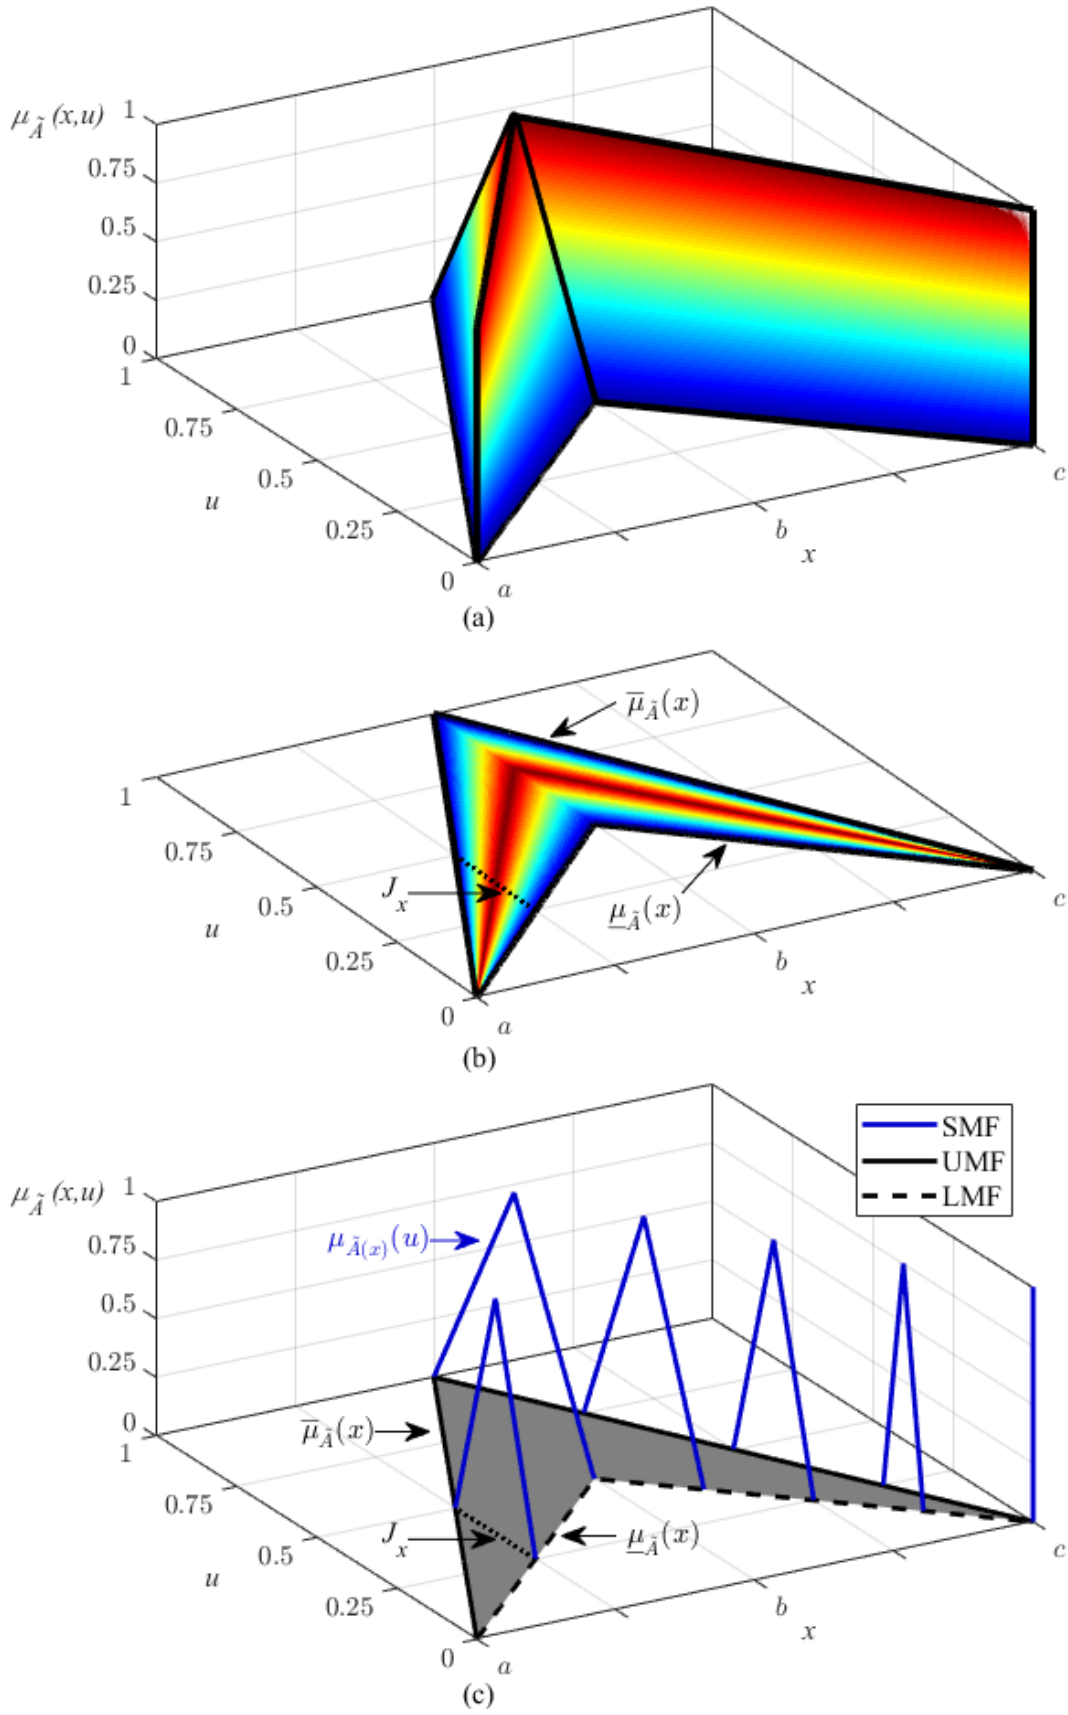 μ_Ã (x,u)
1
0.75
0.5
0.25
0
1
0.75
0.5
0.25
0
u
a
b
c
x
(a)
μ̅_Ã(x)
1
0.75
0.5
0.25
0
u
J_x
μ̲_Ã(x)
a
b
c
x
(b)
SMF
UMF
LMF
μ_Ã (x,u)
1
0.75
0.5
0.25
0
μ_Ã(x)(u)
μ̅_Ã(x)
1
0.75
0.5
0.25
0
u
J_x
μ̲_Ã(x)
a
b
c
x
(c)